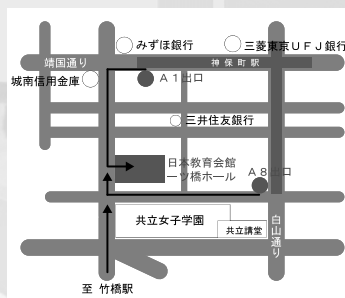 みずほ銀行
三菱東京ＵＦＪ銀行
靖国通り
神保町駅
城南信用金庫
Ａ１出口
三井住友銀行
日本教育会館
一ツ橋ホール
Ａ８出口
共立女子学園
共立講堂
白山通り
至 竹橋駅